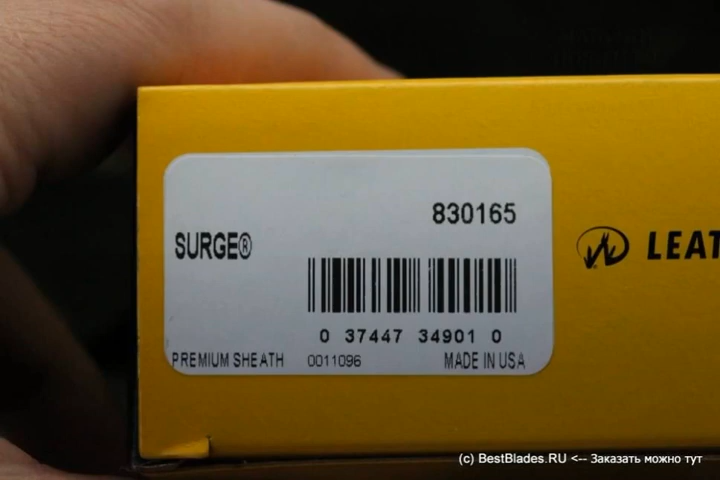 830165
SURGE®
0 37447 34901 0
PREMIUM SHEATH 0011096 MADE IN USA
LEAT
(c) BestBlades.RU <-- Заказать можно тут